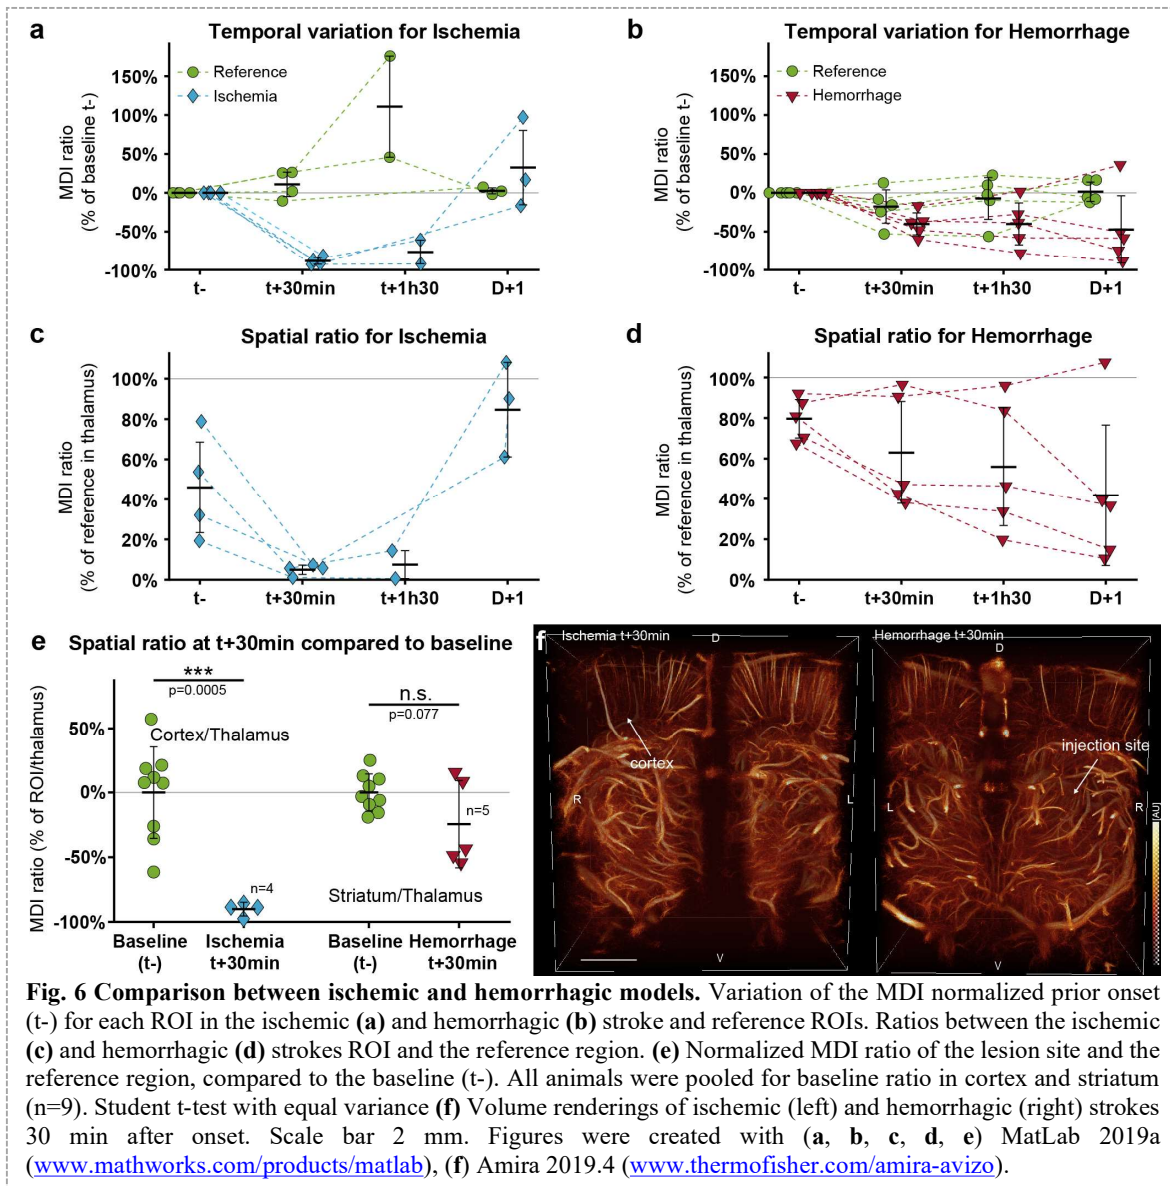 a
Temporal variation for Ischemia
MDI ratio
(% of baseline t-)
150%
100%
50%
0%
-50%
-100%
Reference
Ischemia
t-
t+30min
t+1h30
D+1
b
Temporal variation for Hemorrhage
MDI ratio
(% of baseline t-)
150%
100%
50%
0%
-50%
-100%
Reference
Hemorrhage
t-
t+30min
t+1h30
D+1
c
Spatial ratio for Ischemia
MDI ratio
(% of reference in thalamus)
100%
80%
60%
40%
20%
0%
t-
t+30min
t+1h30
D+1
d
Spatial ratio for Hemorrhage
MDI ratio
(% of reference in thalamus)
100%
80%
60%
40%
20%
0%
t-
t+30min
t+1h30
D+1
e
Spatial ratio at t+30min compared to baseline
MDI ratio (% of ROI/thalamus)
50%
0%
-50%
-100%
***
p=0.0005
Cortex/Thalamus
n=4
n.s.
p=0.077
n=5
Striatum/Thalamus
Baseline
(t-)
Ischemia
t+30min
Baseline
(t-)
Hemorrhage
t+30min
f
Ischemia t+30min
D
cortex
R
L
V
Hemorrhage t+30min
D
injection site
L
R
V
[AU]
Fig. 6 Comparison between ischemic and hemorrhagic models. Variation of the MDI normalized prior onset
(t-) for each ROI in the ischemic (a) and hemorrhagic (b) stroke and reference ROIs. Ratios between the ischemic
(c) and hemorrhagic (d) strokes ROI and the reference region. (e) Normalized MDI ratio of the lesion site and the
reference region, compared to the baseline (t-). All animals were pooled for baseline ratio in cortex and striatum
(n=9). Student t-test with equal variance (f) Volume renderings of ischemic (left) and hemorrhagic (right) strokes
30 min after onset. Scale bar 2 mm. Figures were created with (a, b, c, d, e) MatLab 2019a
(www.mathworks.com/products/matlab), (f) Amira 2019.4 (www.thermofisher.com/amira-avizo).